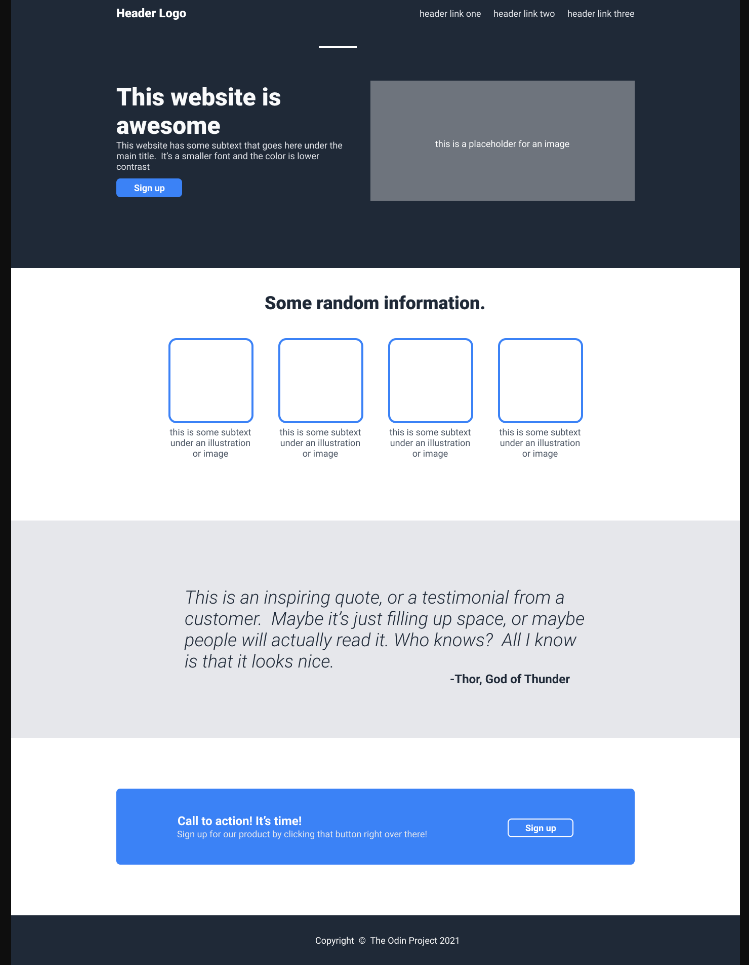 Header Logo
header link one header link two header link three
This website is
awesome
This website has some subtext that goes here under the
main title.  It's a smaller font and the color is lower
contrast
Sign up
this is a placeholder for an image
Some random information.
this is some subtext
under an illustration
or image
this is some subtext
under an illustration
or image
this is some subtext
under an illustration
or image
this is some subtext
under an illustration
or image
This is an inspiring quote, or a testimonial from a
customer.  Maybe it's just filling up space, or maybe
people will actually read it. Who knows?  All I know
is that it looks nice.
-Thor, God of Thunder
Call to action! It's time!
Sign up for our product by clicking that button right over there!
Sign up
Copyright © The Odin Project 2021